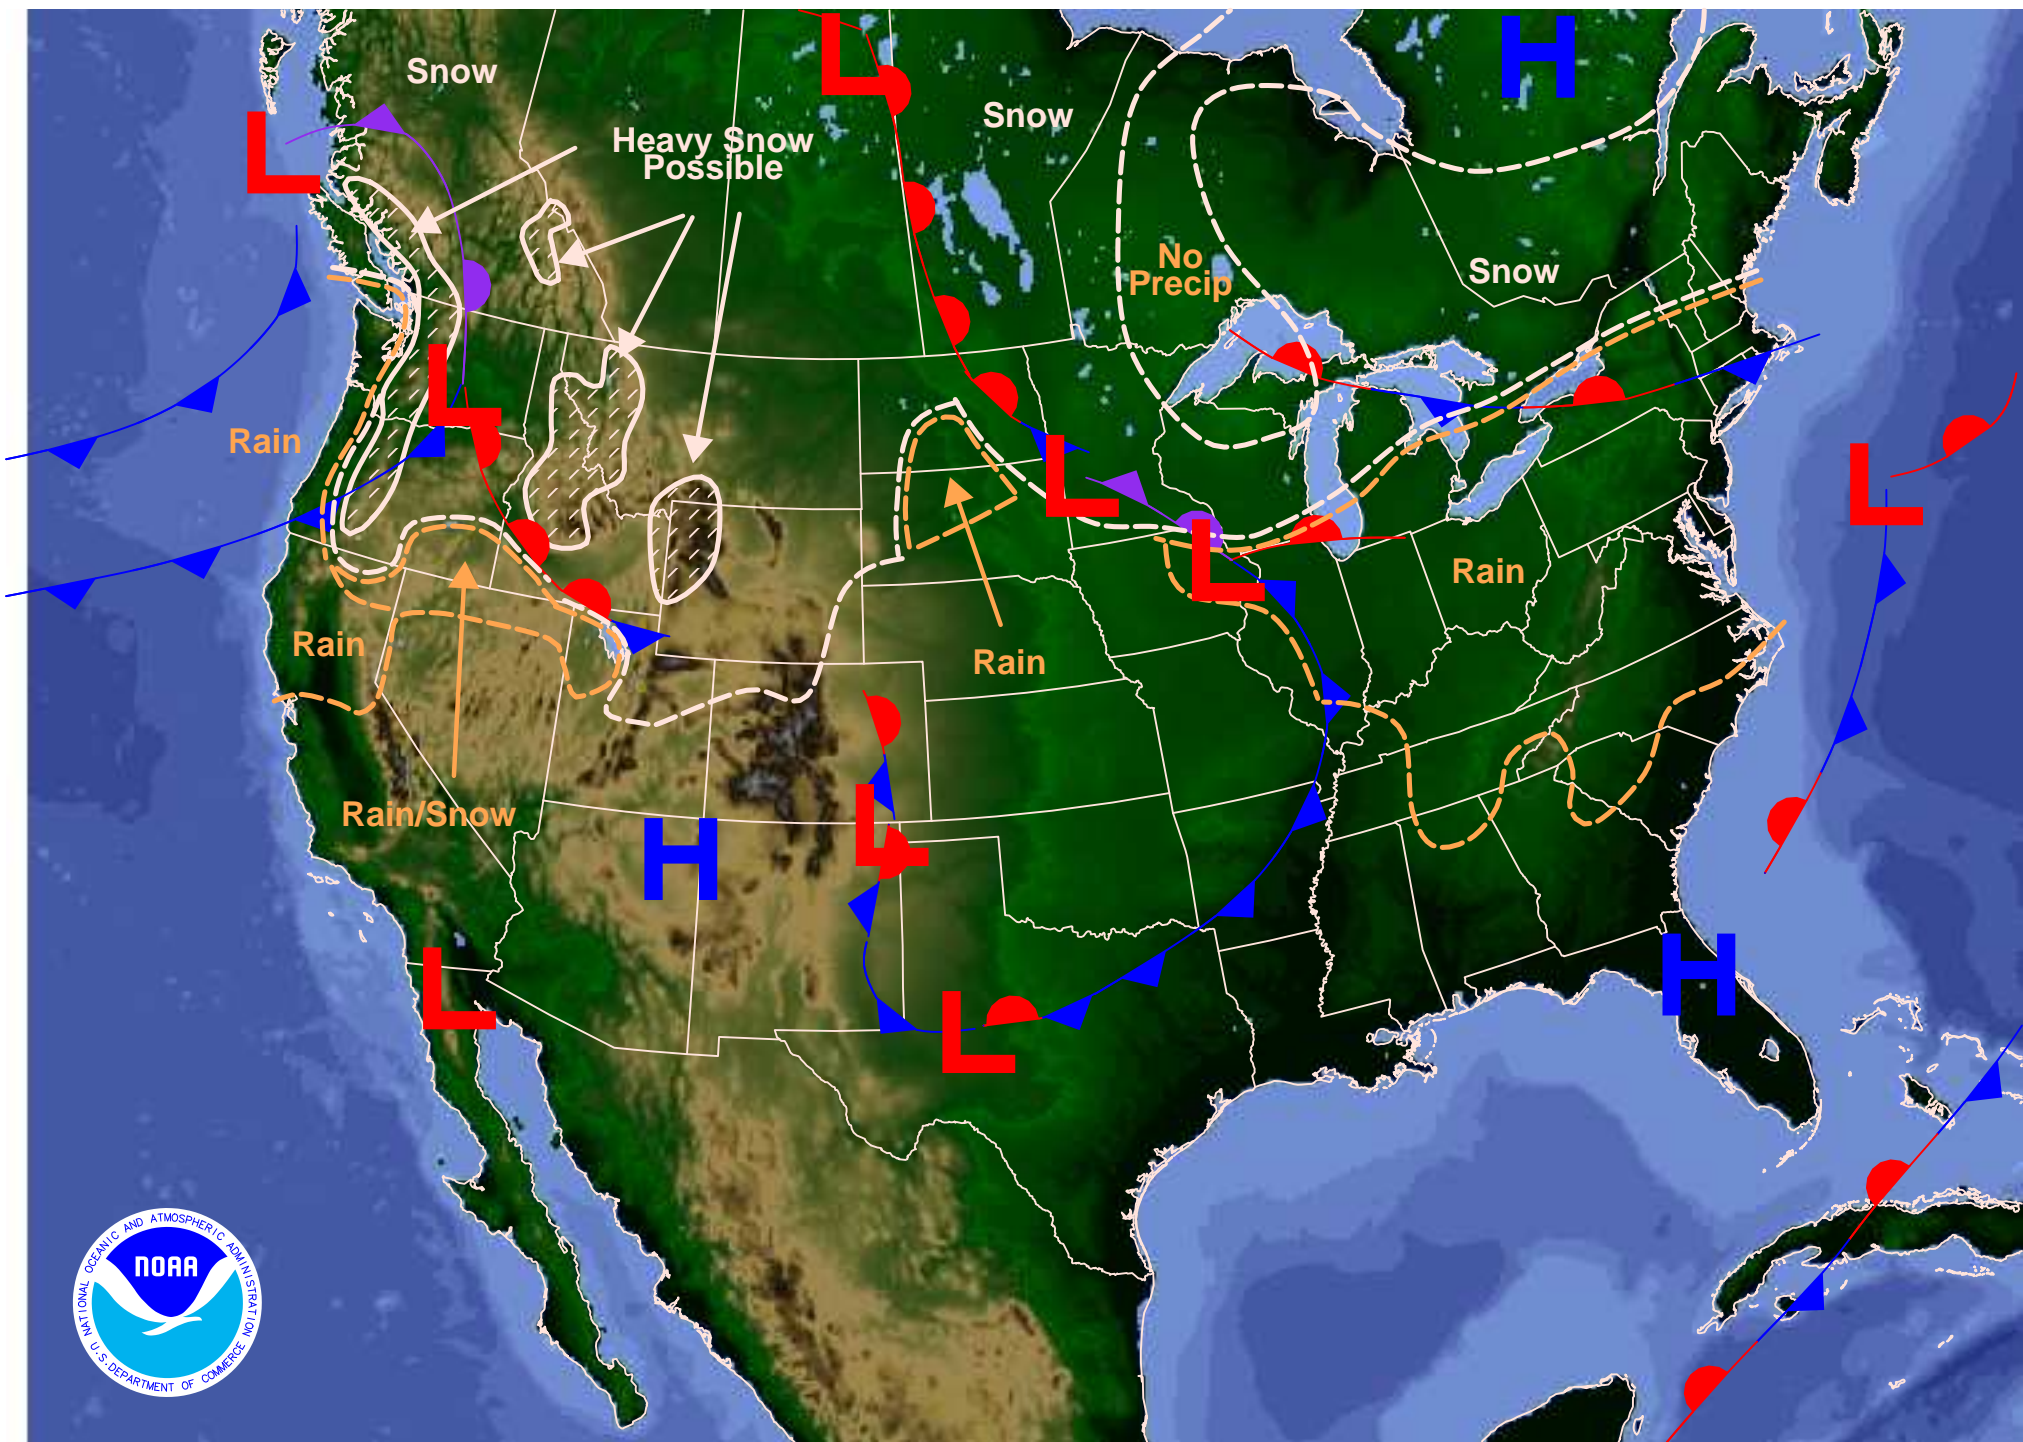 H
L
Snow
Snow
L
Heavy Snow
Possible
No
Precip
Snow
L
Rain
L
L
L
Rain
Rain
Rain
Rain/Snow
L
H
H
L
L
NATIONAL OCEANIC AND ATMOSPHERIC ADMINISTRATION
NOAA
U.S. DEPARTMENT OF COMMERCE